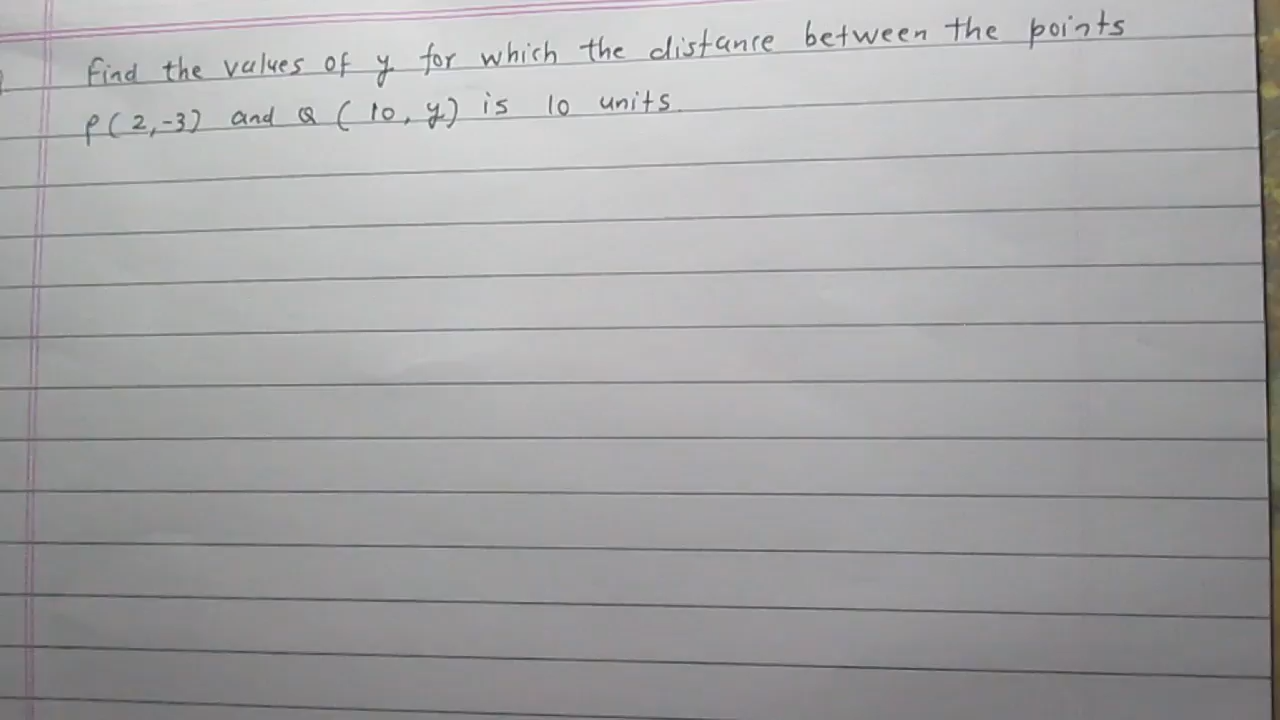 Find the values of y for which the distance between the points
P(2,-3) and Q (10, y) is 10 units.